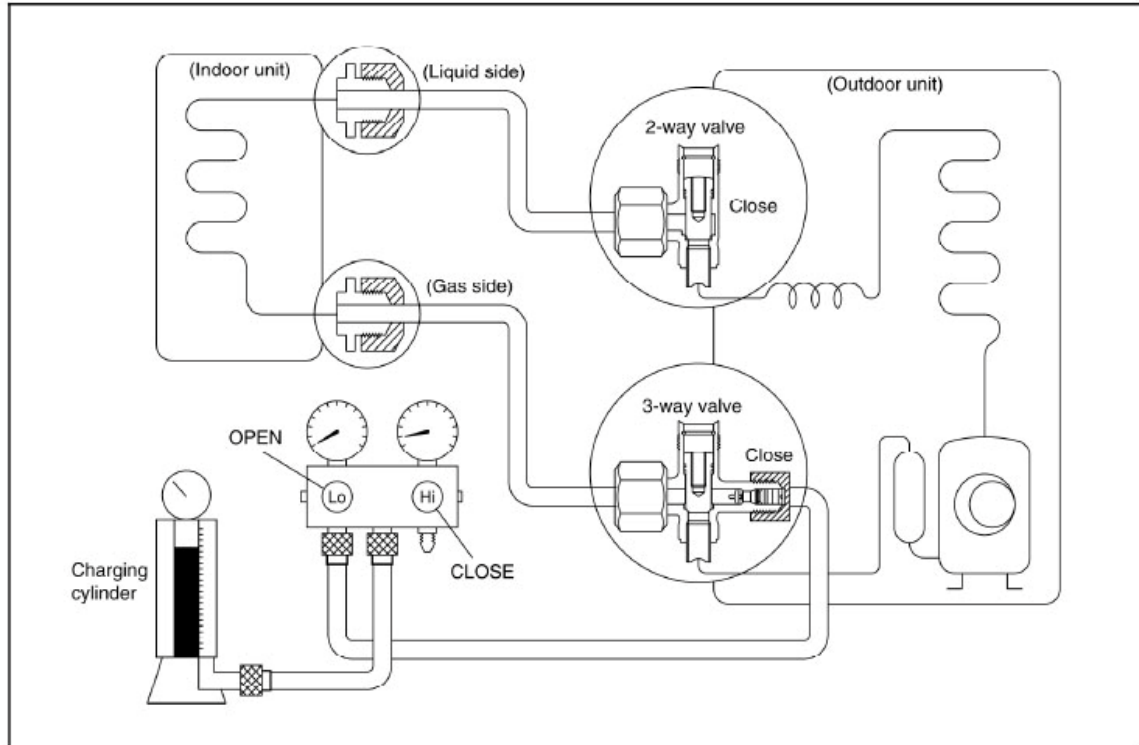 (Indoor unit)
(Liquid side)
(Outdoor unit)
2-way valve
Close
(Gas side)
3-way valve
Close
OPEN
Lo
Hi
CLOSE
Charging
cylinder